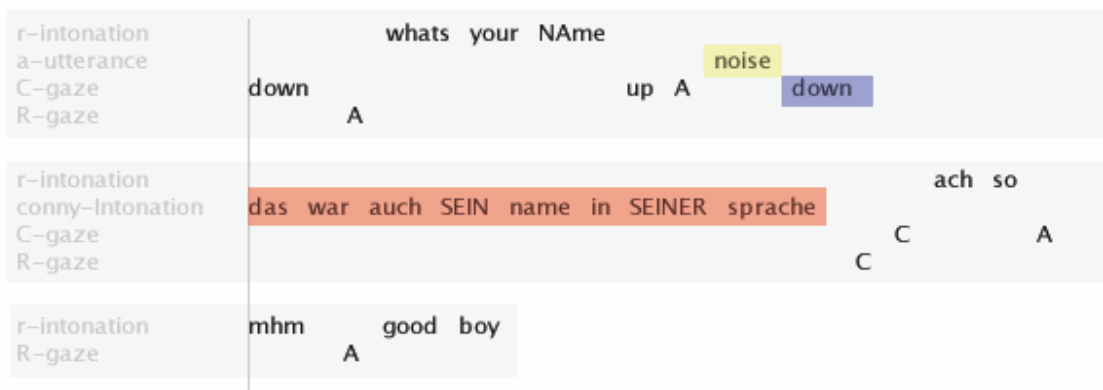 r-intonation whats your NAme
a-utterance noise
C-gaze down up A down
R-gaze A
r-intonation ach so
conny-Intonation das war auch SEIN name in SEINER sprache
C-gaze C A
R-gaze C
r-intonation mhm good boy
R-gaze A